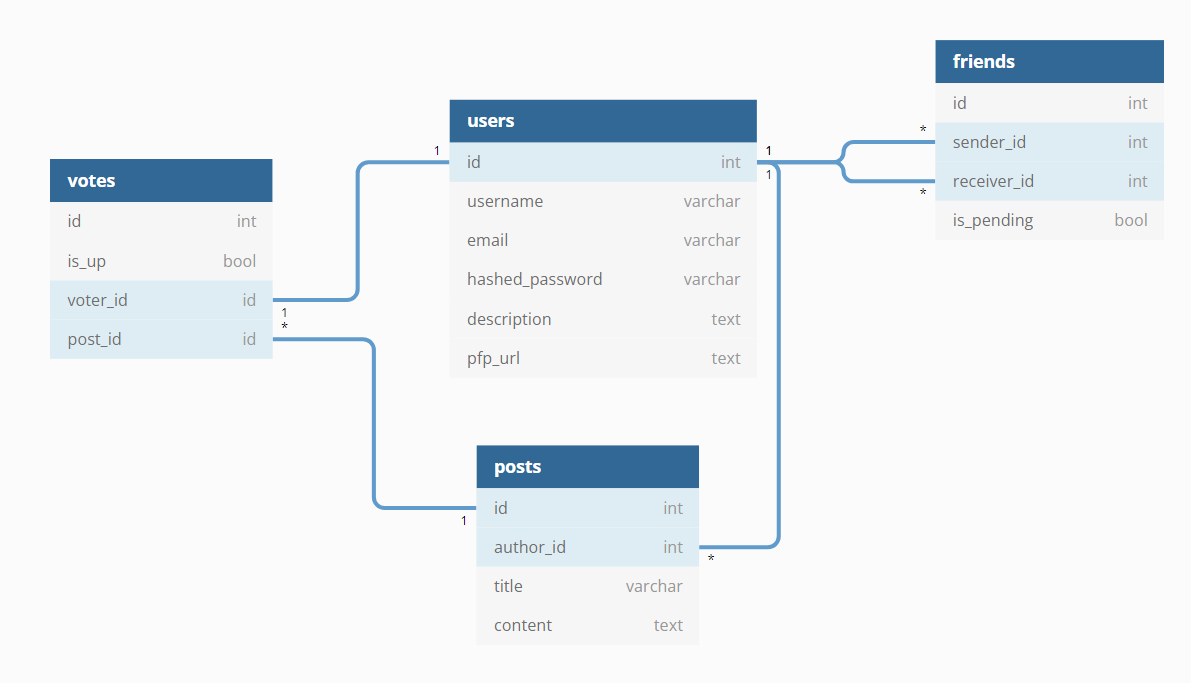 votes
id int
is_up bool
voter_id id
post_id id
1
*
1
users
id int
username varchar
email varchar
hashed_password varchar
description text
pfp_url text
1
1
*
*
friends
id int
sender_id int
receiver_id int
is_pending bool
posts
id int
author_id int
title varchar
content text
1
*